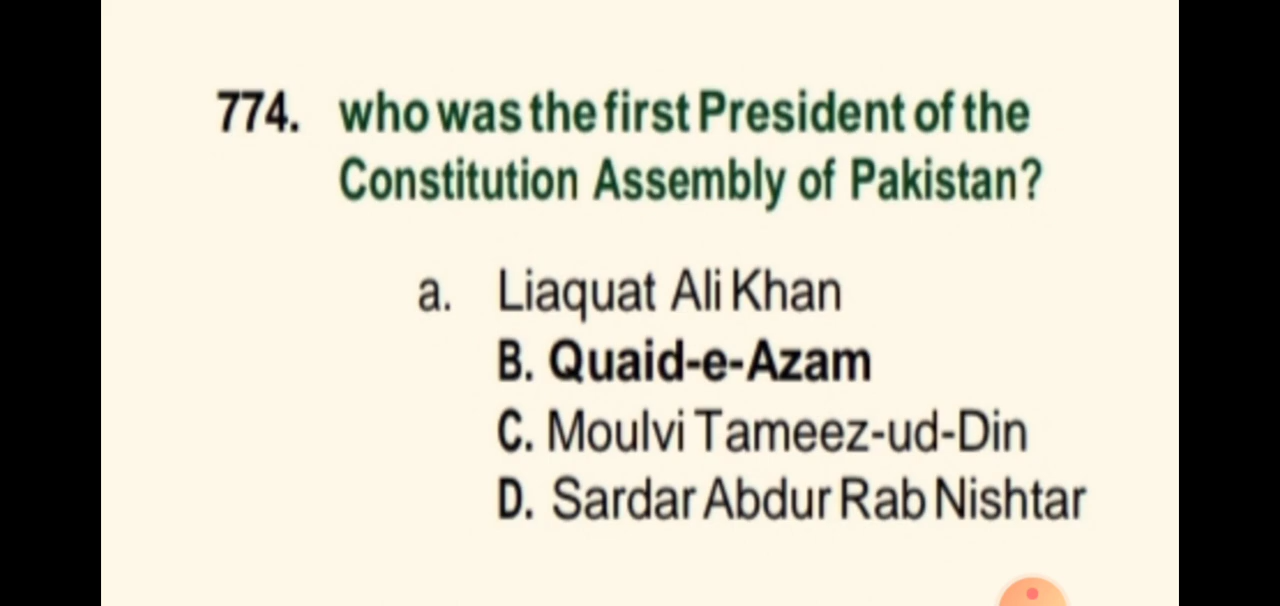 774. who was the first President of the
Constitution Assembly of Pakistan?
a. Liaquat Ali Khan
B. Quaid-e-Azam
C. Moulvi Tameez-ud-Din
D. Sardar Abdur Rab Nishtar